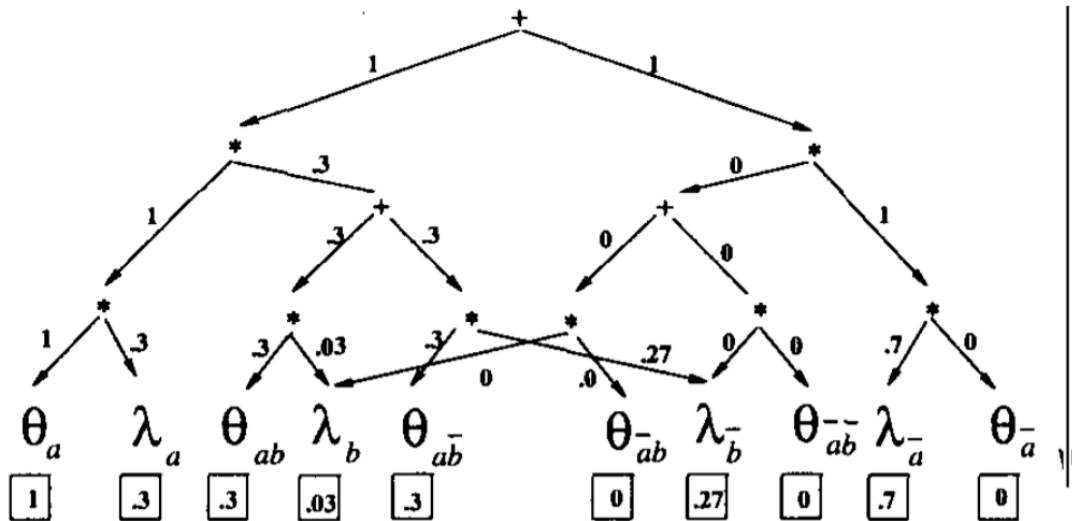 +
1 1
* *
.3 0
+ +
1 .3 .3 0 0 1
* * * * * *
1 .3 .3 .03 .3 0 .27 .0 0 0 .7 0
θa λa θab λb θab̄ θāb λb̄ θāb̄ λā θā
1 .3 .3 .03 .3 0 .27 0 .7 0